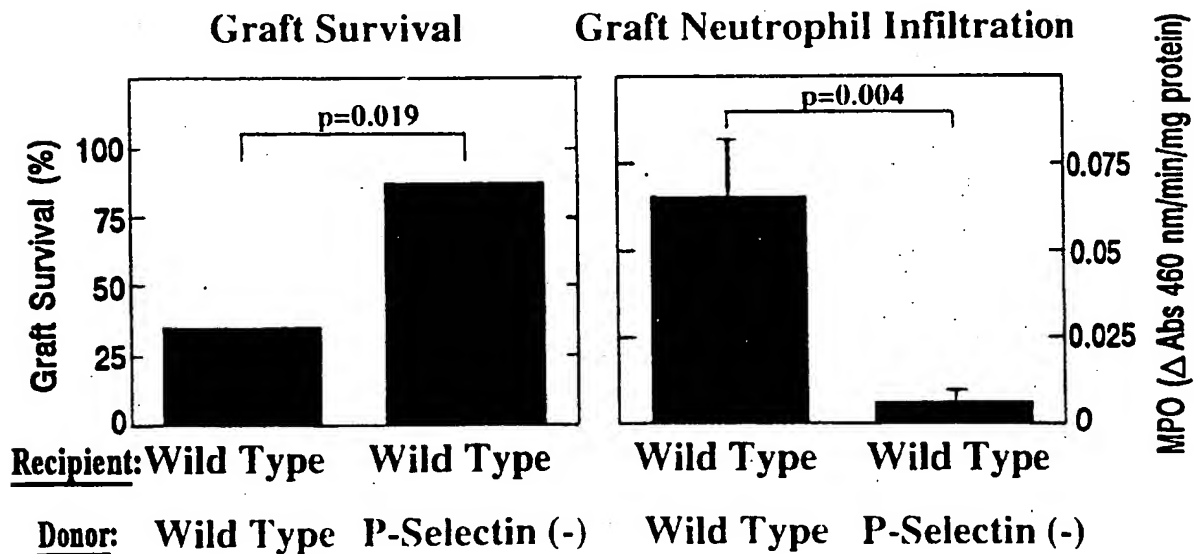 Graft Survival
Graft Neutrophil Infiltration
p=0.019
p=0.004
Graft Survival (%)
100
75
50
25
0
0.075
0.05
0.025
0
MPO (Δ Abs 460 nm/min/mg protein)
Recipient: Wild Type Wild Type Wild Type Wild Type
Donor: Wild Type P-Selectin (-) Wild Type P-Selectin (-)